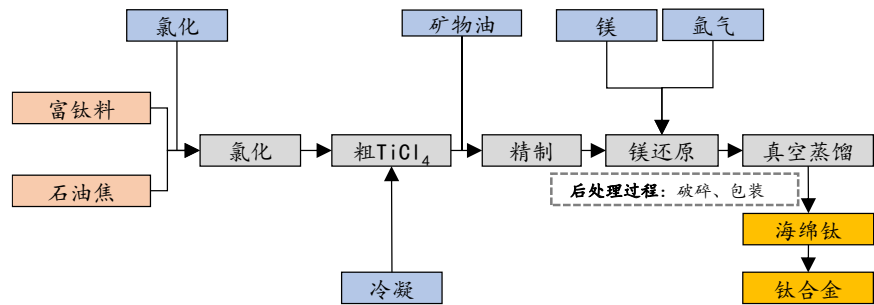 氯化
矿物油
镁
氩气
富钛料
石油焦
氯化
粗TiCl₄
精制
镁还原
真空蒸馏
后处理过程：破碎、包装
海绵钛
冷凝
钛合金